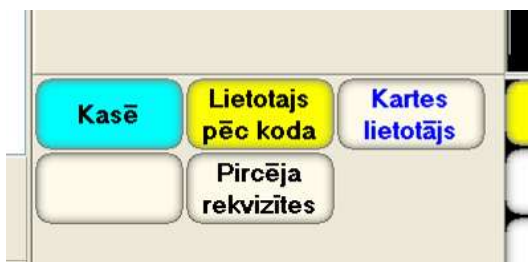 Kasē
Lietotajs
pēc koda
Kartes
lietotājs
Pircēja
rekvizītes